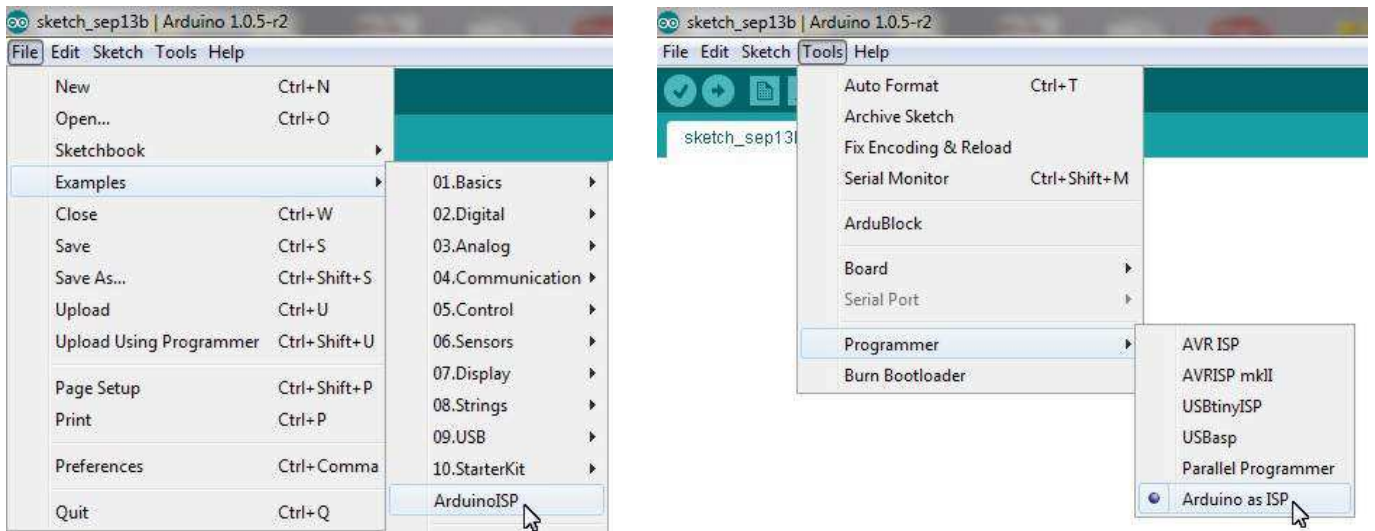 sketch_sep13b | Arduino 1.0.5-r2
File Edit Sketch Tools Help
New Ctrl+N
Open... Ctrl+O
Sketchbook
Examples
Close Ctrl+W
Save Ctrl+S
Save As... Ctrl+Shift+S
Upload Ctrl+U
Upload Using Programmer Ctrl+Shift+U
Page Setup Ctrl+Shift+P
Print Ctrl+P
Preferences Ctrl+Comma
Quit Ctrl+Q
01.Basics
02.Digital
03.Analog
04.Communication
05.Control
06.Sensors
07.Display
08.Strings
09.USB
10.StarterKit
ArduinoISP
sketch_sep13b | Arduino 1.0.5-r2
File Edit Sketch Tools Help
sketch_sep13
Auto Format Ctrl+T
Archive Sketch
Fix Encoding & Reload
Serial Monitor Ctrl+Shift+M
ArduBlock
Board
Serial Port
Programmer
Burn Bootloader
AVR ISP
AVRISP mkII
USBtinyISP
USBasp
Parallel Programmer
Arduino as ISP